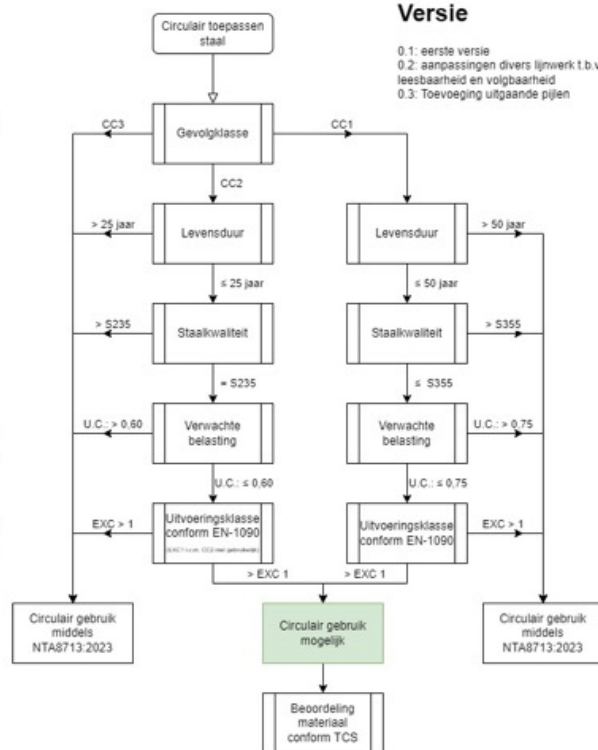 Circulair toepassen
staal
Versie
0.1: eerste versie
0.2: aanpassingen divers lijnwerk t.b.v
leesbaarheid en volgbaarheid
0.3: Toevoeging uitgaande pijlen
CC3
Gevolgklasse
CC1
CC2
> 25 jaar
Levensduur
Levensduur
> 50 jaar
≤ 25 jaar
≤ 50 jaar
> S235
Staalkwaliteit
Staalkwaliteit
> S355
= S235
≤ S355
U.C.: > 0,60
Verwachte
belasting
Verwachte
belasting
U.C.: > 0,75
U.C.: ≤ 0,60
U.C.: ≤ 0,75
EXC > 1
Uitvoeringsklasse
conform EN-1090
Uitvoeringsklasse
conform EN-1090
EXC > 1
> EXC 1
> EXC 1
Circulair gebruik
middels
NTA8713:2023
Circulair gebruik
mogelijk
Circulair gebruik
middels
NTA8713:2023
Beoordeling
materiaal
conform TCS